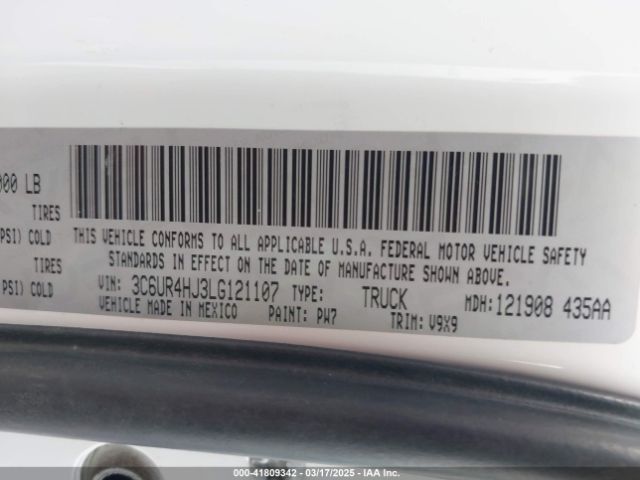 000 LB
TIRES
PSI) COLD
THIS VEHICLE CONFORMS TO ALL APPLICABLE U.S.A. FEDERAL MOTOR VEHICLE SAFETY
TIRES
STANDARDS IN EFFECT ON THE DATE OF MANUFACTURE SHOWN ABOVE.
PSI) COLD
VIN: 3C6UR4HJ3LG121107 TYPE: TRUCK MDH:121908 435AA
VEHICLE MADE IN MEXICO PAINT: PW7 TRIM: V9X9
000-41809342 — 03/17/2025 — IAA Inc.